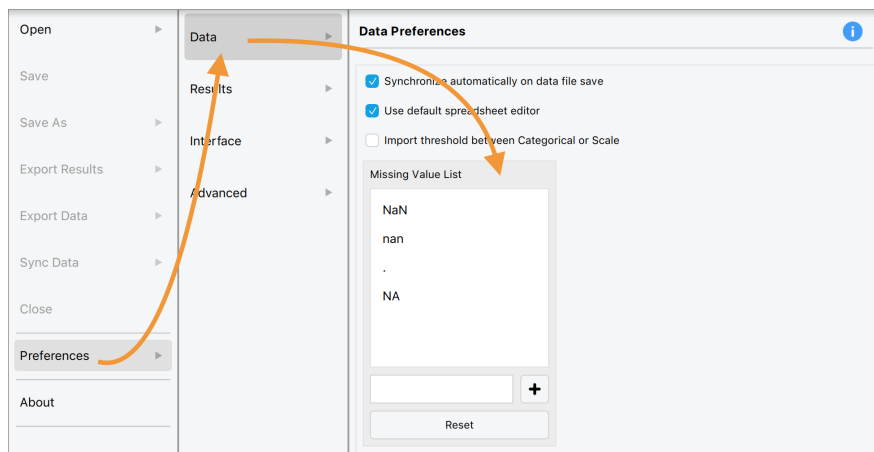 Open
Save
Save As
Export Results
Export Data
Sync Data
Close
Preferences
About
Data
Results
Interface
Advanced
Data Preferences
i
Synchronize automatically on data file save
Use default spreadsheet editor
Import threshold between Categorical or Scale
Missing Value List
NaN
nan
.
NA
+
Reset